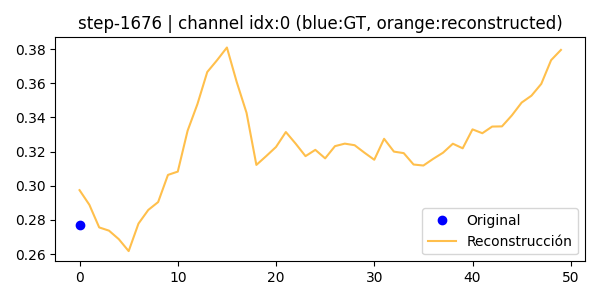 step-1676 | channel idx:0 (blue:GT, orange:reconstructed)
0.38
0.36
0.34
0.32
0.30
0.28
0.26
0 10 20 30 40 50
Original
Reconstrucción